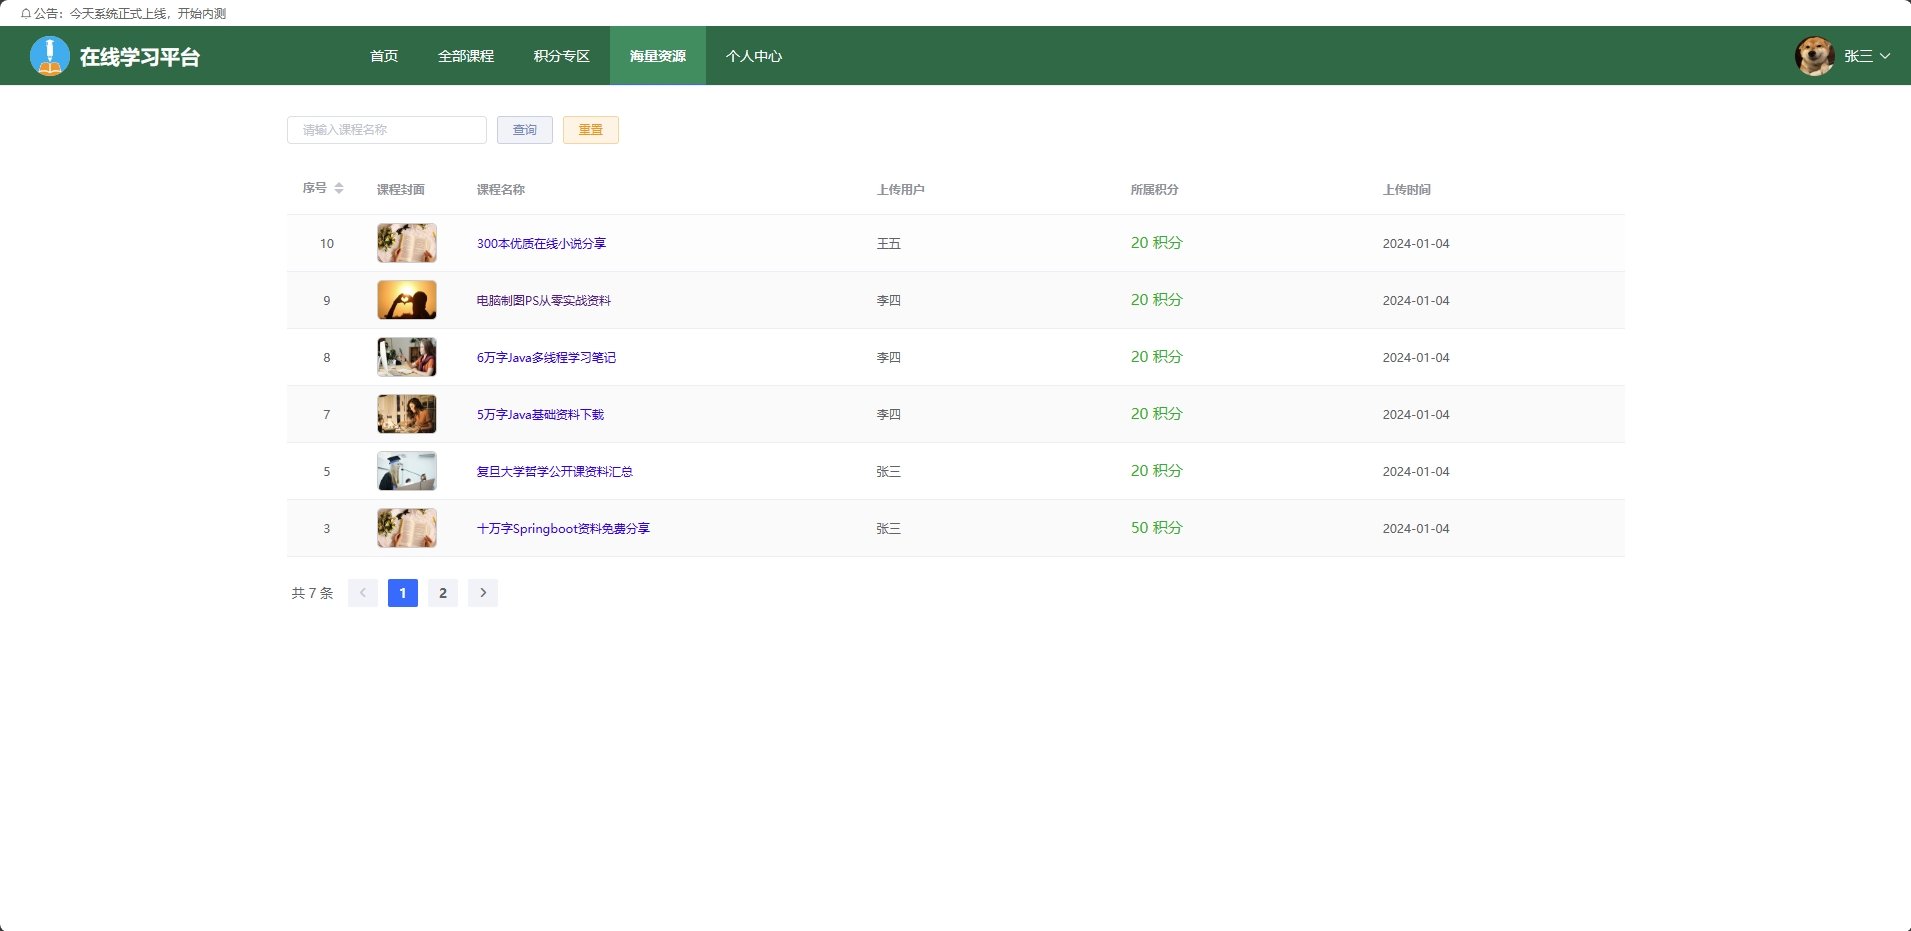 公告：今天系统正式上线，开始内测
在线学习平台 首页 全部课程 积分专区 海量资源 个人中心 张三
请输入课程名称 查询 重置
序号 课程封面 课程名称 上传用户 所属积分 上传时间
10 300本优质在线小说分享 王五 20 积分 2024-01-04
9 电脑制图PS从零实战资料 李四 20 积分 2024-01-04
8 6万字Java多线程学习笔记 李四 20 积分 2024-01-04
7 5万字Java基础资料下载 李四 20 积分 2024-01-04
5 复旦大学哲学公开课资料汇总 张三 20 积分 2024-01-04
3 十万字Springboot资料免费分享 张三 50 积分 2024-01-04
共 7 条 1 2